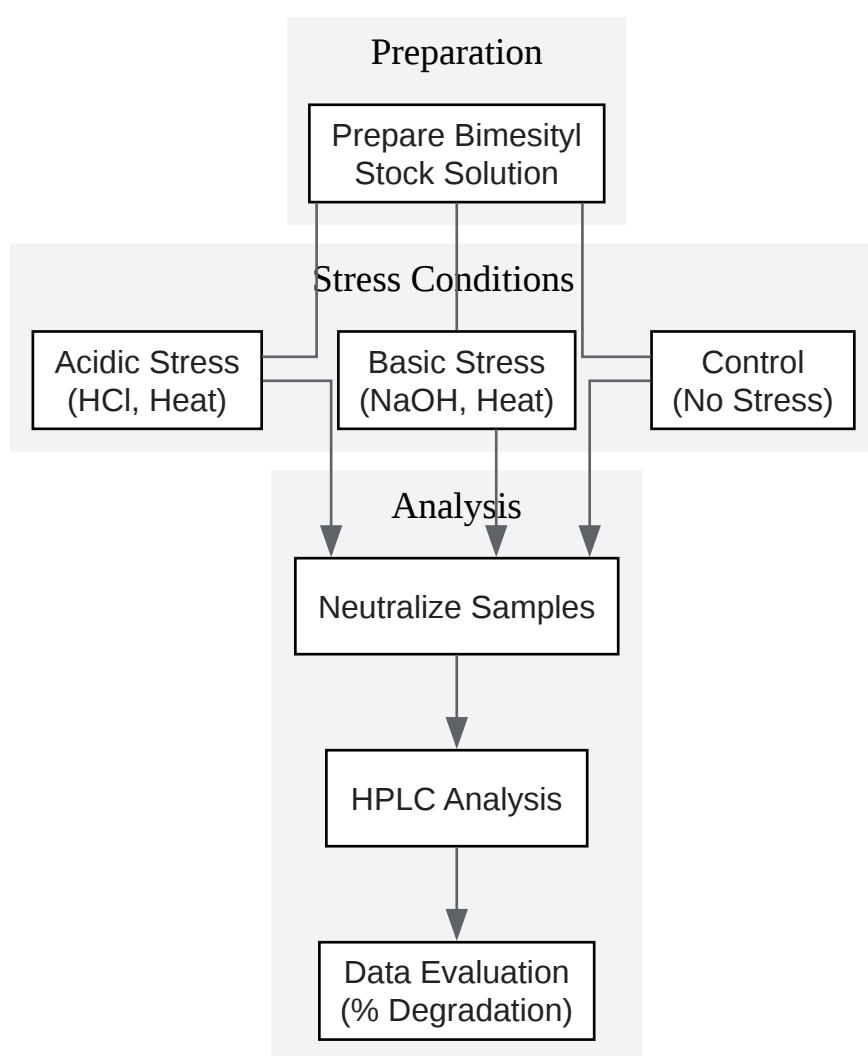 Preparation
Prepare Bimesityl
Stock Solution
Stress Conditions
Acidic Stress
(HCl, Heat)
Basic Stress
(NaOH, Heat)
Control
(No Stress)
Analysis
Neutralize Samples
HPLC Analysis
Data Evaluation
(% Degradation)